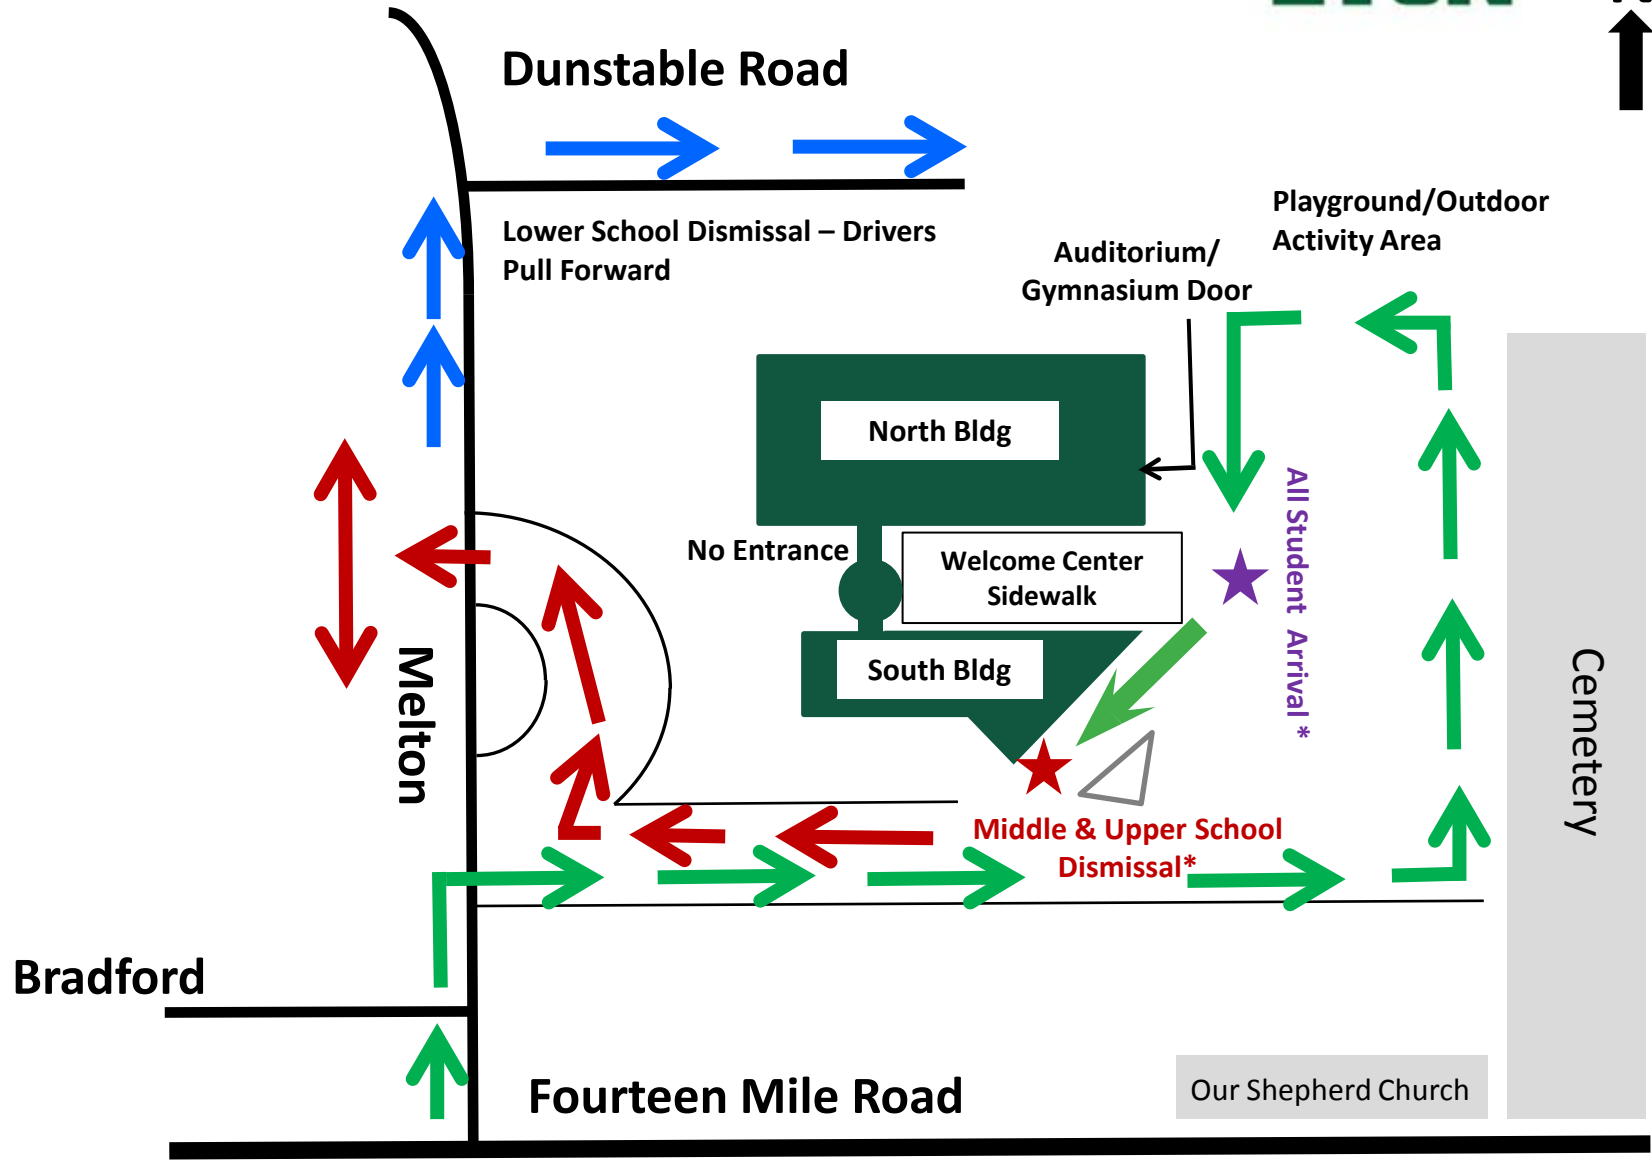 Dunstable Road
Lower School Dismissal – Drivers
Pull Forward
Playground/Outdoor
Activity Area
Auditorium/
Gymnasium Door
North Bldg
No Entrance
Welcome Center
Sidewalk
All Student Arrival*
South Bldg
Melton
Cemetery
Middle & Upper School
Dismissal*
Bradford
Our Shepherd Church
Fourteen Mile Road